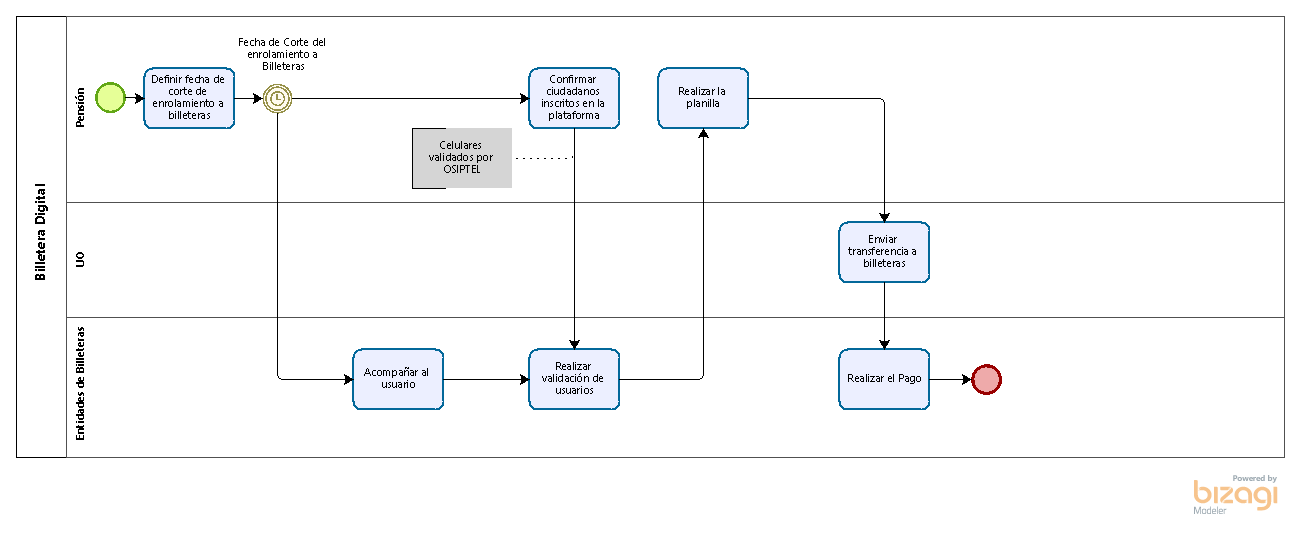 Billetera Digital
Pensión
Definir fecha de
corte de
enrolamiento a
billeteras
Fecha de Corte del
enrolamiento a
Billeteras
Confirmar
ciudadanos
inscritos en la
plataforma
Realizar la
planilla
Celulares
validados por
OSIPTEL
UO
Enviar
transferencia a
billeteras
Entidades de Billeteras
Acompañar al
usuario
Realizar
validación de
usuarios
Realizar el Pago
Powered by
bizagi
Modeler